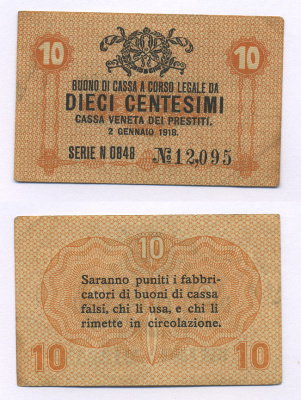 10 10
BUONO DI CASSA A CORSO LEGALE DA
DIECI CENTESIMI
CASSA VENETA DEI PRESTITI.
2 GENNAIO 1918.
SERIE N 0848 No 12,095
10
Saranno puniti i fabbri-
catori di buoni di cassa
falsi, chi li usa, e chi li
rimette in circolazione.
10 10